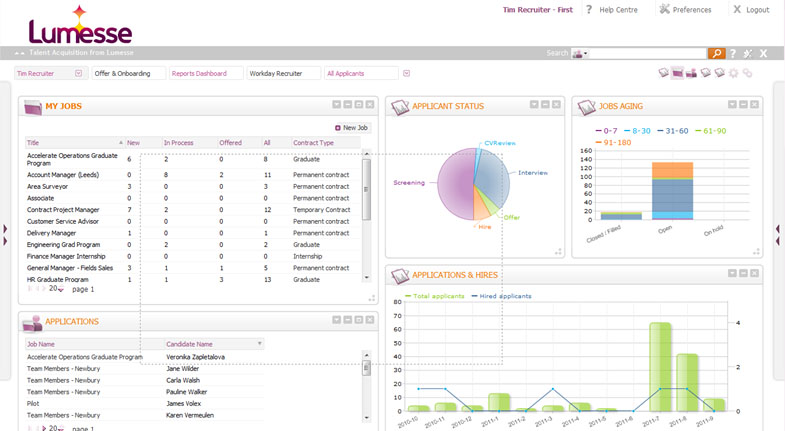 Lumesse
Tim Recruiter - First ? Help Centre Preferences X Logout
Talent Acquisition from Lumesse
Search
Tim Recruiter Offer & Onboarding Reports Dashboard Workday Recruiter All Applicants
MY JOBS
New Job
Title New In Process Offered All Contract Type
Accelerate Operations Graduate Program 6 2 0 8 Graduate
Account Manager (Leeds) 0 8 2 11 Permanent contract
Area Surveyor 3 0 0 3 Permanent contract
Associate 0 0 0 0 Permanent contract
Contract Project Manager 7 2 0 12 Temporary Contract
Customer Service Advisor 0 0 0 0 Permanent contract
Delivery Manager 1 0 0 1 Permanent contract
Engineering Grad Program 0 2 0 2 Graduate
Finance Manager Internship 0 0 0 0 Internship
General Manager - Fields Sales 3 1 1 5 Permanent contract
HR Graduate Program 1 1 3 13 Graduate
20 page 1
APPLICANT STATUS
CVReview
Screening
Interview
Offer
Hire
JOBS AGING
0-7 8-30 31-60 61-90
91-180
160
140
120
100
80
60
40
20
0
Closed / Filled Open On hold
APPLICATIONS
Job Name Candidate Name
Accelerate Operations Graduate Program Veronika Zapletalova
Team Members - Newbury Jane Wilder
Team Members - Newbury Carla Walsh
Team Members - Newbury Pauline Walker
Pilot James Volex
Team Members - Newbury Karen Vermeulen
20 page 1
APPLICATIONS & HIRES
Total applicants Hired applicants
80
70
60
50
40
30
20
10
0
4
2
0
2010-10 2010-11 2010-12 2011-1 2011-2 2011-3 2011-4 2011-5 2011-6 2011-7 2011-8 2011-9